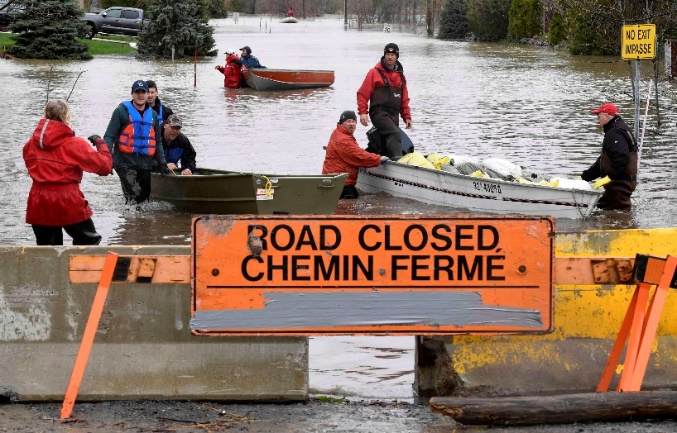 NO EXIT
IMPASSE
ROAD CLOSED
CHEMIN FERMÉ